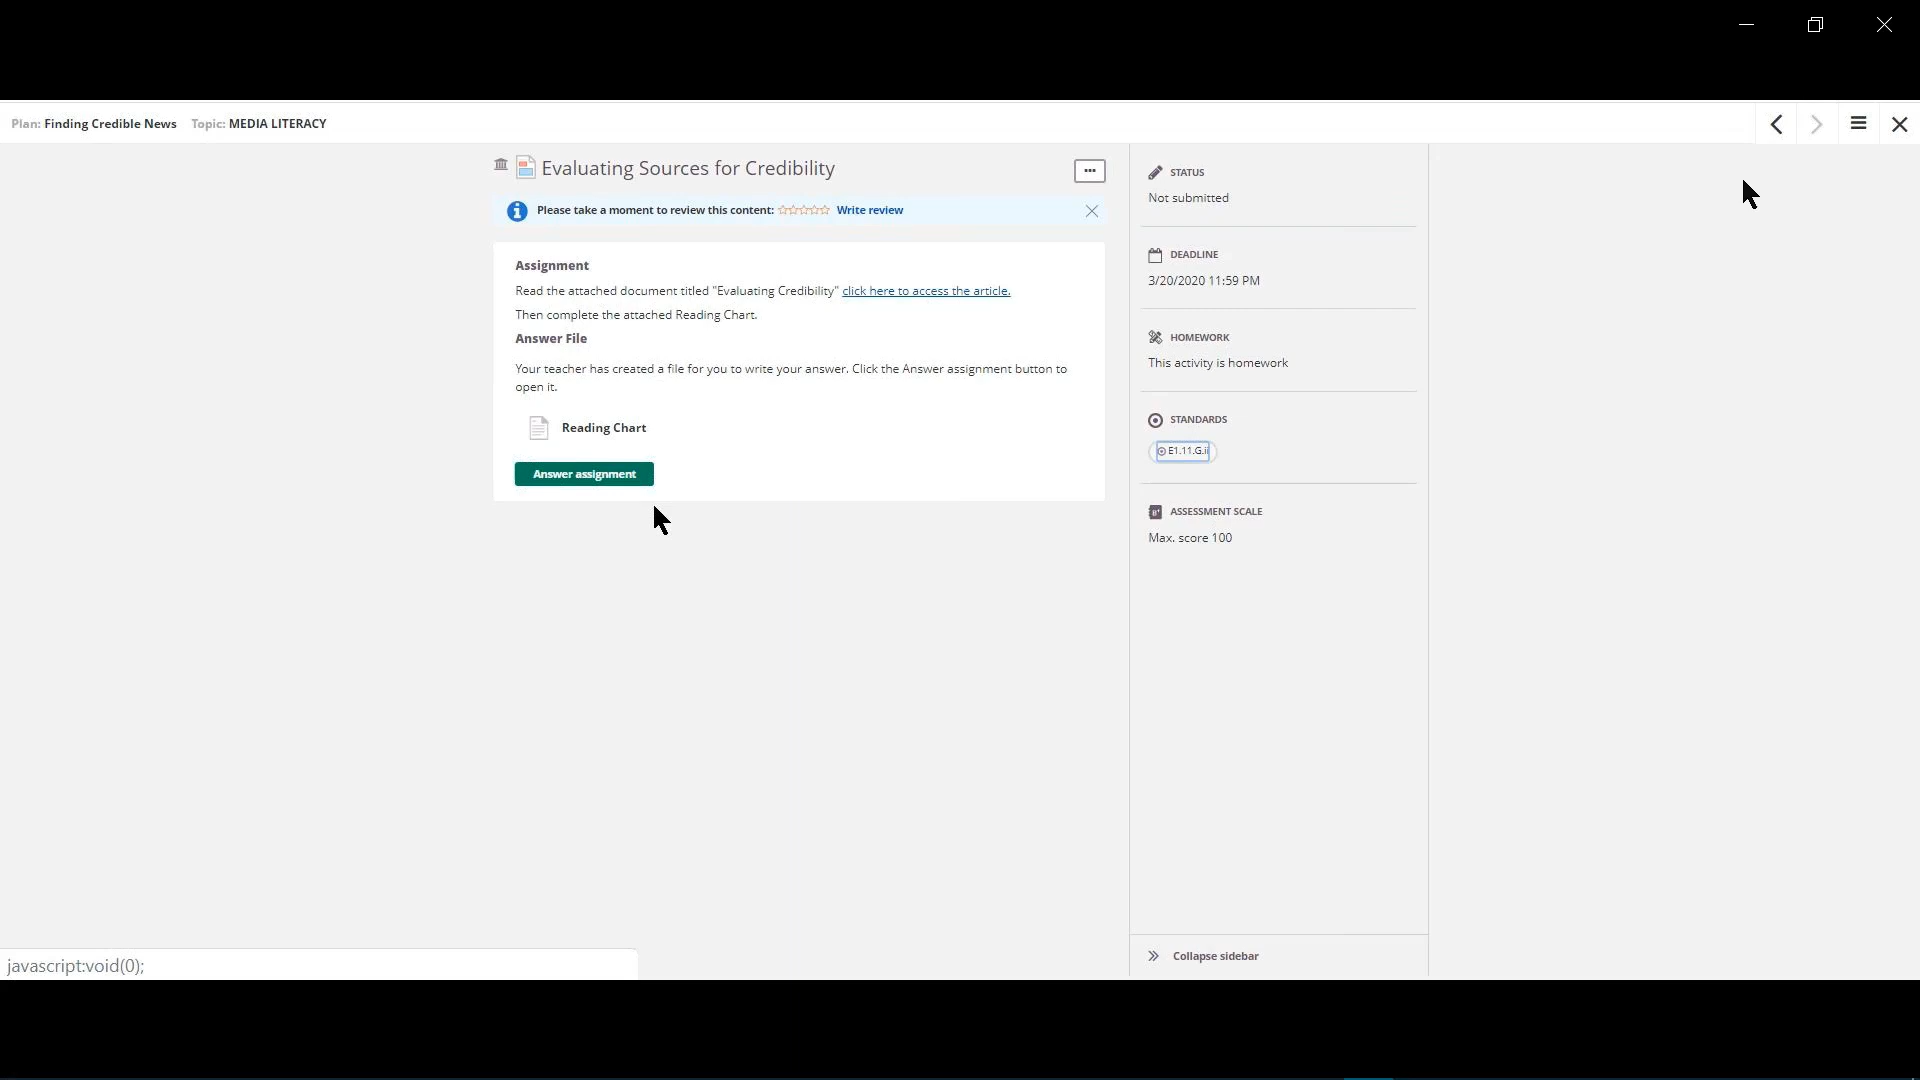 Plan: Finding Credible News Topic: MEDIA LITERACY
Evaluating Sources for Credibility
Please take a moment to review this content: Write review
Assignment
Read the attached document titled "Evaluating Credibility" click here to access the article.
Then complete the attached Reading Chart.
Answer File
Your teacher has created a file for you to write your answer. Click the Answer assignment button to
open it.
Reading Chart
Answer assignment
STATUS
Not submitted
DEADLINE
3/20/2020 11:59 PM
HOMEWORK
This activity is homework
STANDARDS
E1.11.G.ii
ASSESSMENT SCALE
Max. score 100
Collapse sidebar
javascript:void(0);